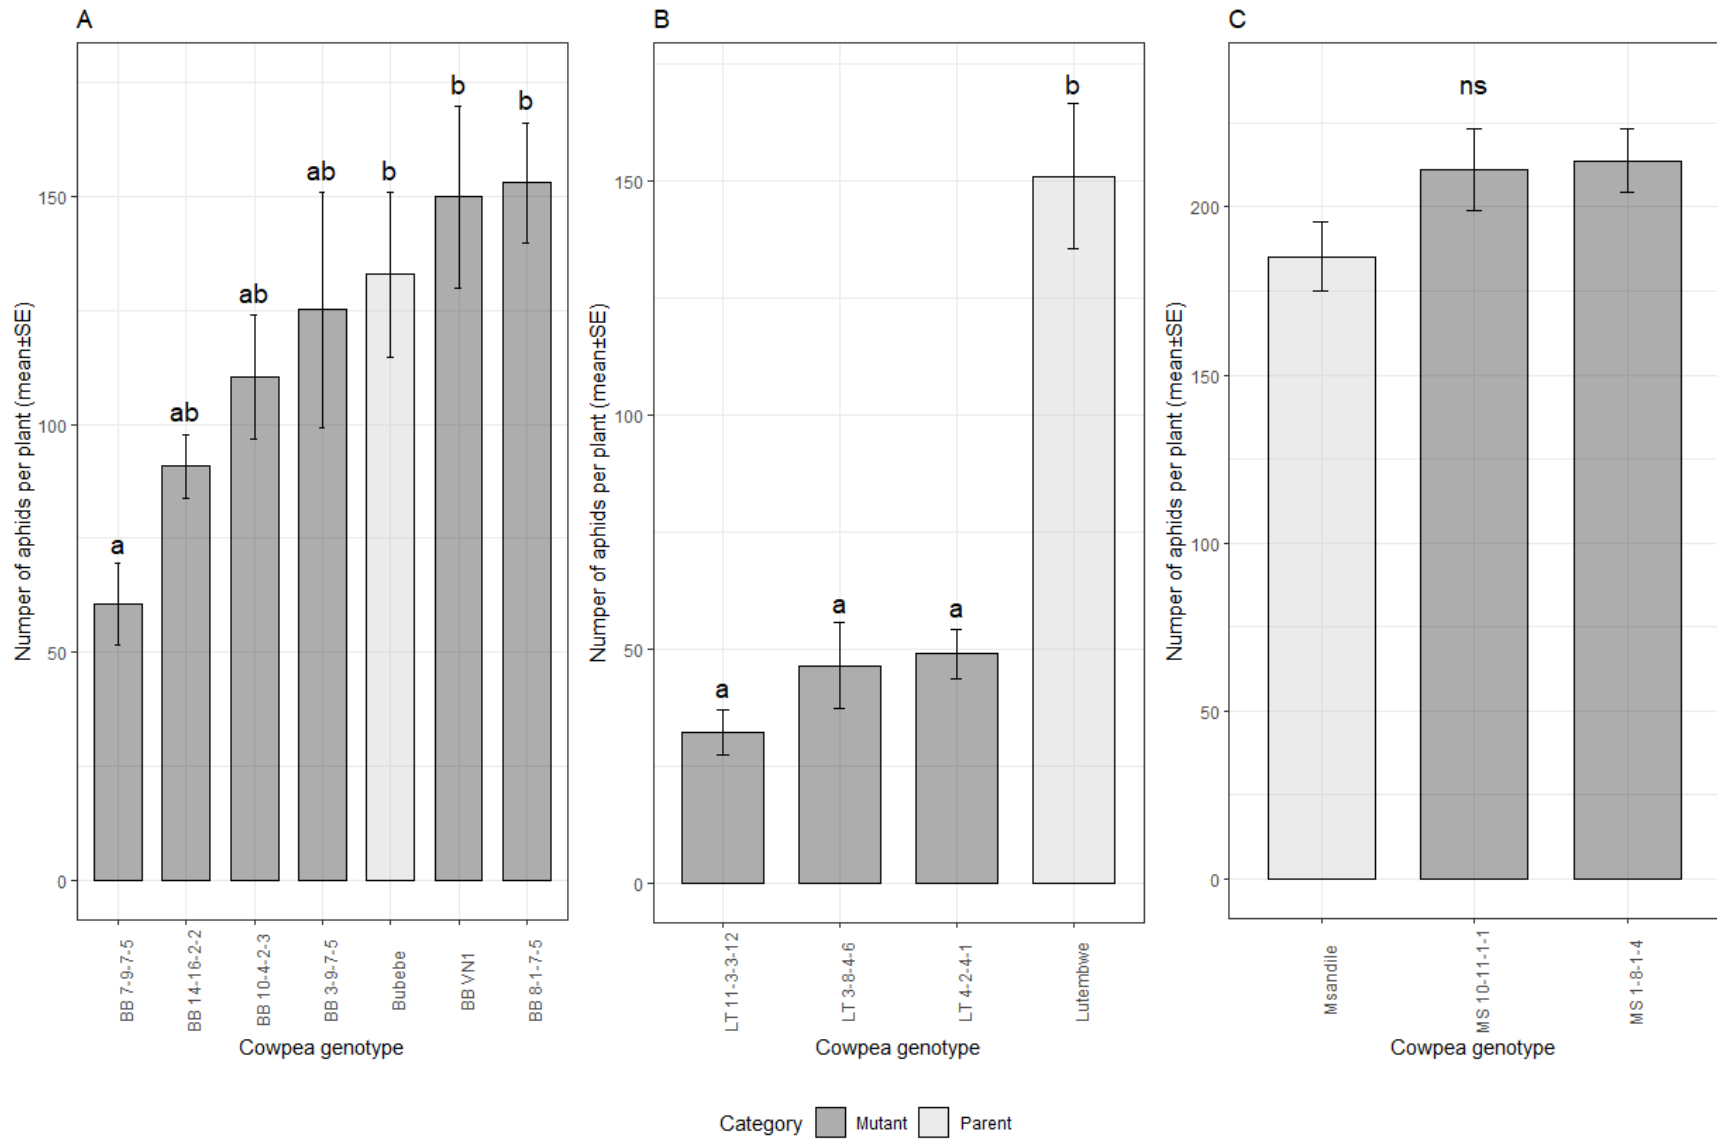 A
B
C
Numper of aphids per plant (mean±SE)
150
100
50
0
a
ab
ab
ab
b
b
b
BB 7-9-7-5
BB 14-16-2-2
BB 10-4-2-3
BB 3-9-7-5
Bubebe
BB VN1
BB 8-1-7-5
Cowpea genotype
Numper of aphids per plant (mean±SE)
150
100
50
0
a
a
a
b
LT 11-3-3-12
LT 3-8-4-6
LT 4-2-4-1
Lutembwe
Cowpea genotype
Numper of aphids per plant (mean±SE)
200
150
100
50
0
ns
Msandile
MS 10-11-1-1
MS 1-8-1-4
Cowpea genotype
Category Mutant Parent